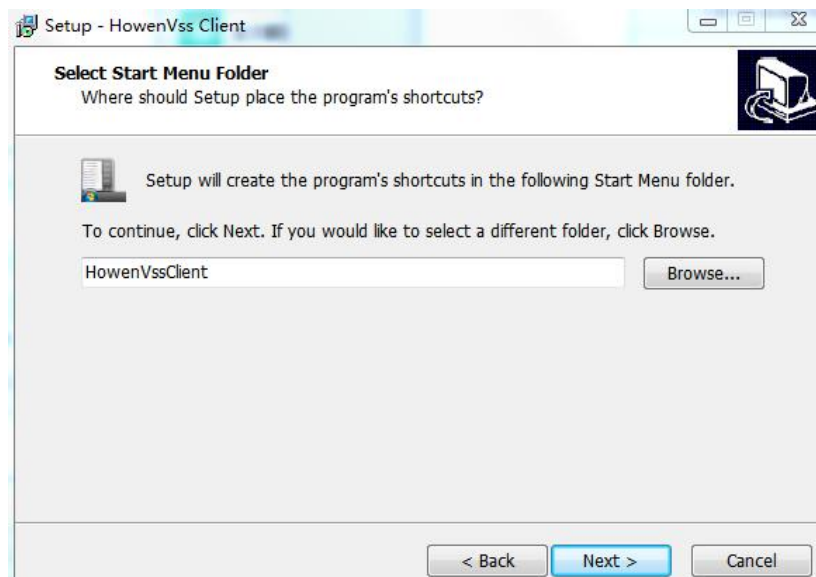 Setup - HowenVss Client
Select Start Menu Folder
Where should Setup place the program's shortcuts?
Setup will create the program's shortcuts in the following Start Menu folder.
To continue, click Next. If you would like to select a different folder, click Browse.
HowenVssClient
Browse...
< Back
Next >
Cancel